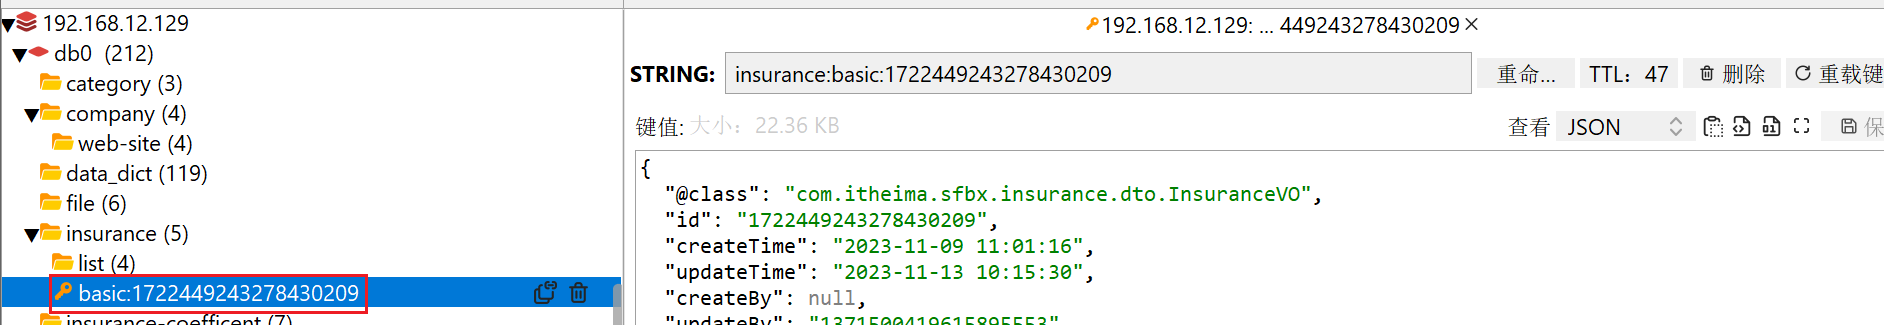 192.168.12.129
db0 (212)
category (3)
company (4)
web-site (4)
data_dict (119)
file (6)
insurance (5)
list (4)
basic:1722449243278430209
insurance-coefficent (7)
192.168.12.129: ... 449243278430209×
STRING: insurance:basic:1722449243278430209 重命... TTL: 47 删除 重载键
键值: 大小: 22.36 KB 查看 JSON 保
{
"@class": "com.itheima.sfbx.insurance.dto.InsuranceVO",
"id": "1722449243278430209",
"createTime": "2023-11-09 11:01:16",
"updateTime": "2023-11-13 10:15:30",
"createBy": null,
"updateBy": "1371500419615895553"